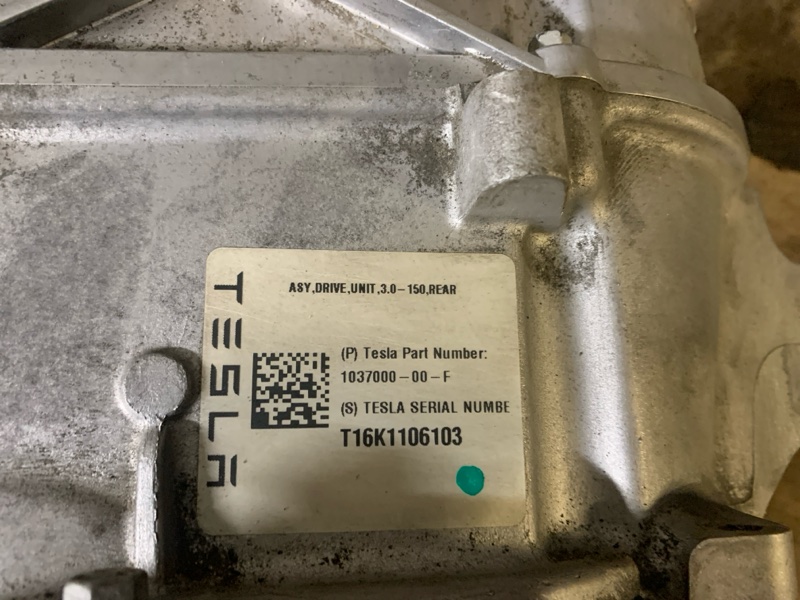 TESLA
ASY,DRIVE,UNIT,3.0-150,REAR
(P) Tesla Part Number:
1037000-00-F
(S) TESLA SERIAL NUMBE
T16K1106103